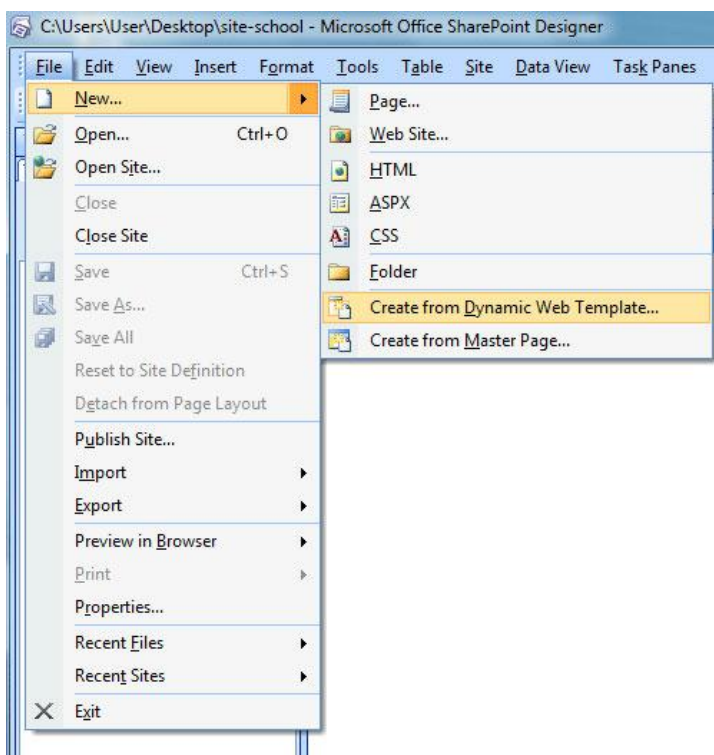 C:\Users\User\Desktop\site-school - Microsoft Office SharePoint Designer
File Edit View Insert Format Tools Table Site Data View Task Panes
New...
Open... Ctrl+O
Open Site...
Close
Close Site
Save Ctrl+S
Save As...
Save All
Reset to Site Definition
Detach from Page Layout
Publish Site...
Import
Export
Preview in Browser
Print
Properties...
Recent Files
Recent Sites
Exit
Page...
Web Site...
HTML
ASPX
CSS
Folder
Create from Dynamic Web Template...
Create from Master Page...